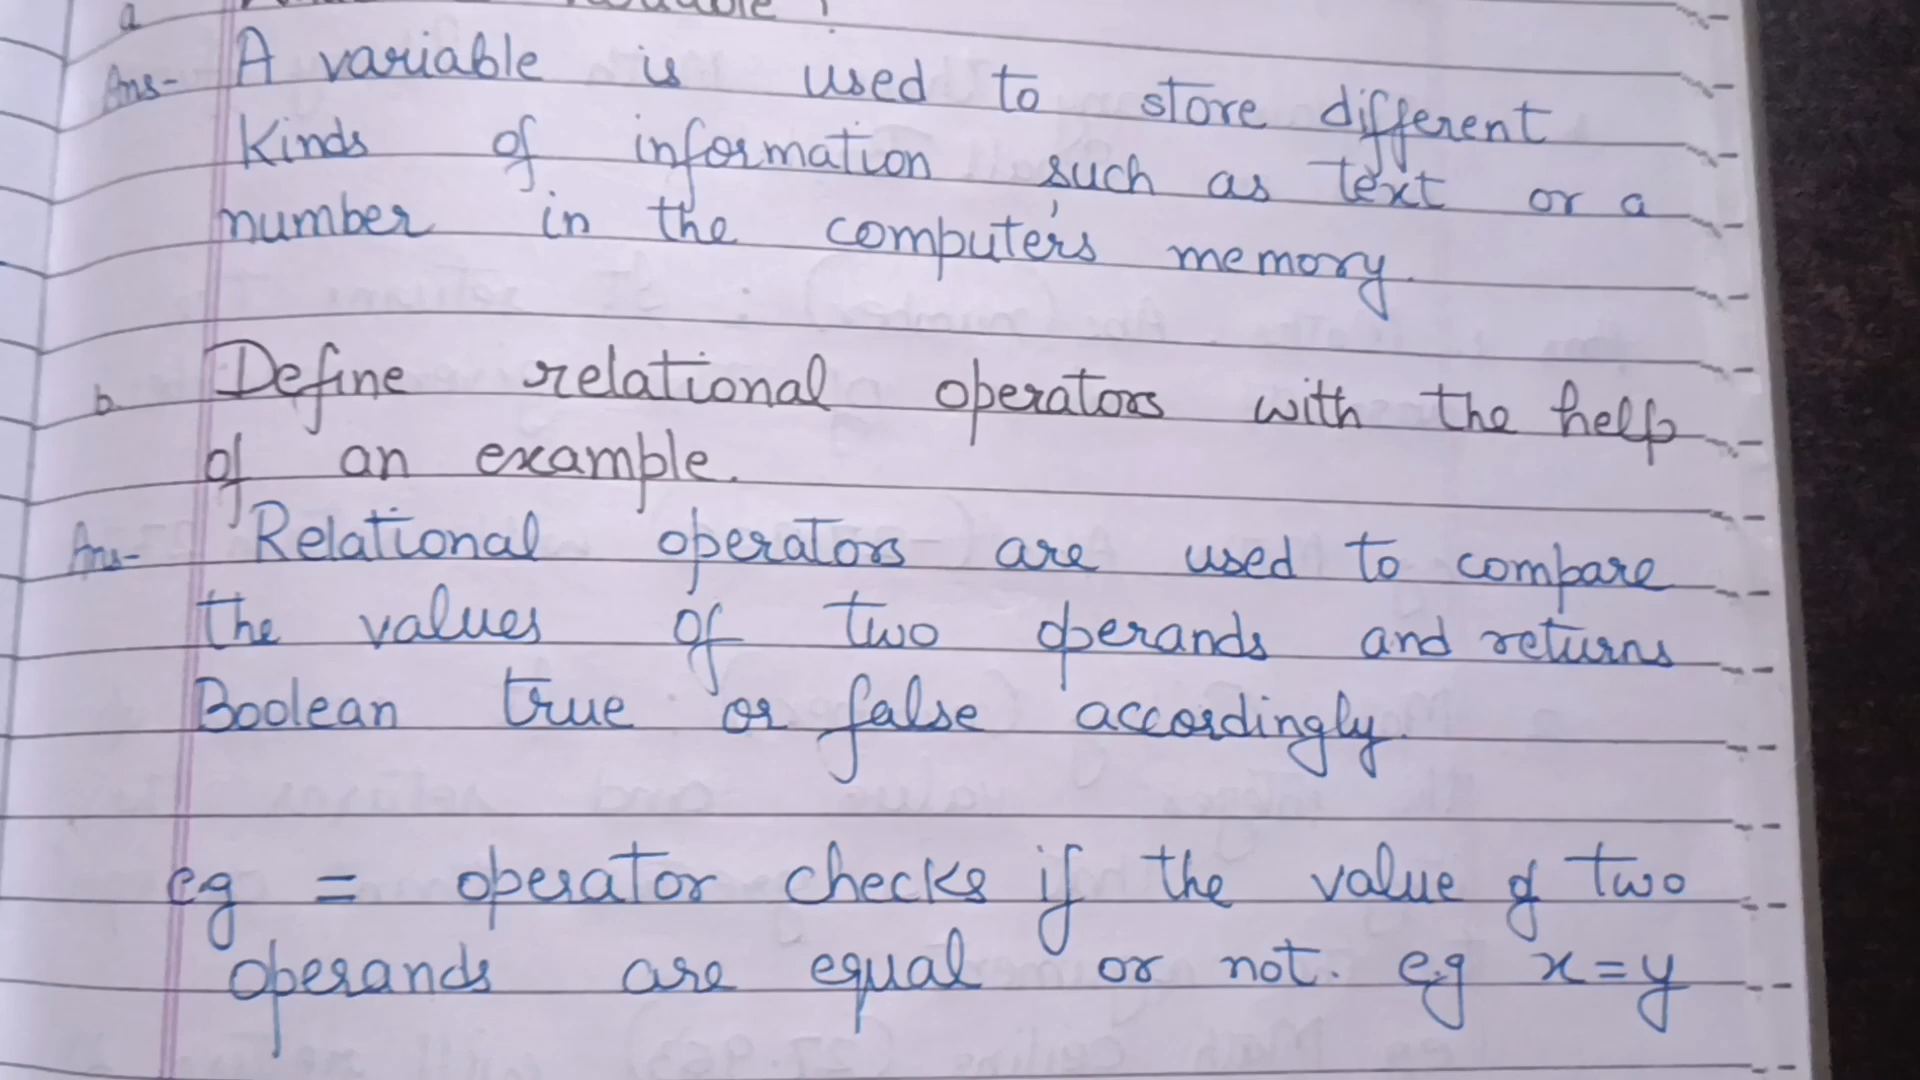 a variable ?
Ans- A variable is used to store different
Kinds of information such as text or a
number in the computer's memory.
b. Define relational operators with the help
of an example.
Ans- Relational operators are used to compare
the values of two operands and returns
Boolean true or false accordingly.
eg = operator checks if the value of two
operands are equal or not. e.g x=y